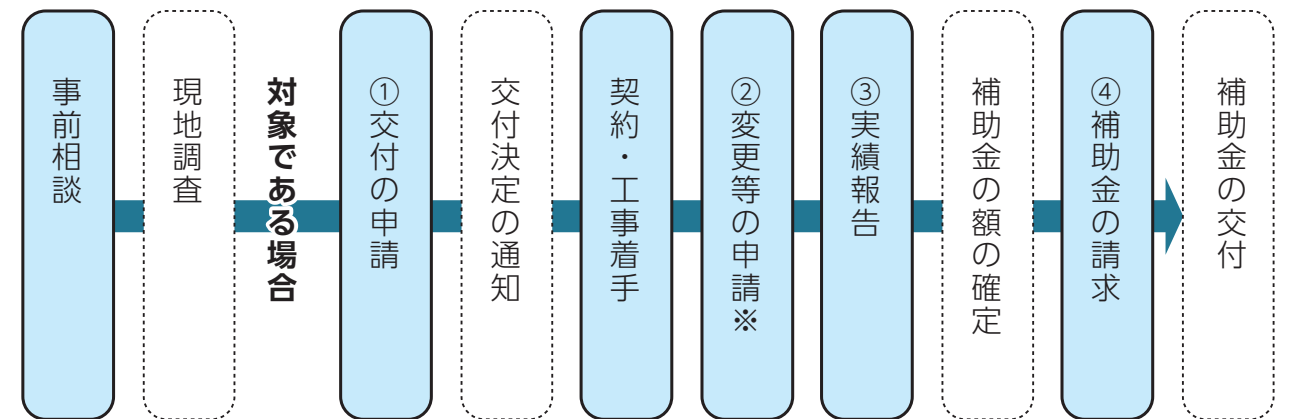 事前相談
現地調査
対象である場合
①交付の申請
交付決定の通知
契約・工事着手
②変更等の申請※
③実績報告
補助金の額の確定
④補助金の請求
補助金の交付